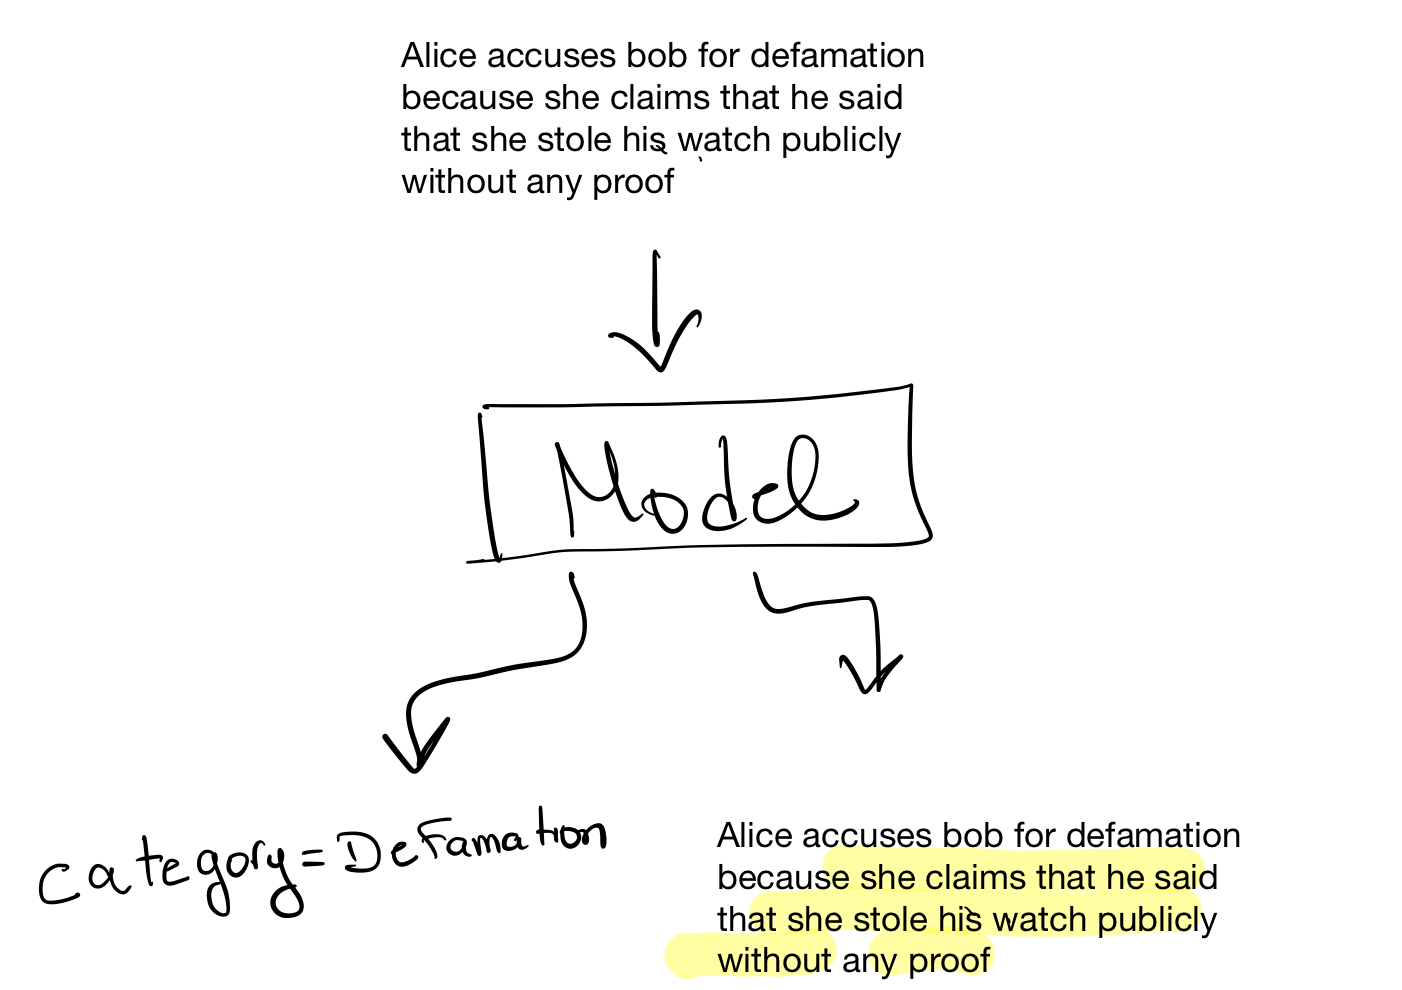 Alice accuses bob for defamation
because she claims that he said
that she stole his watch publicly
without any proof
Model
Category = Defamation
Alice accuses bob for defamation
because she claims that he said
that she stole his watch publicly
without any proof